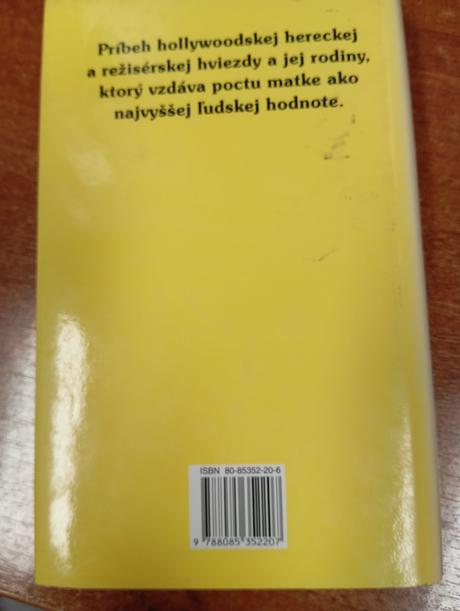 Príbeh hollywoodskej hereckej
a režisérskej hviezdy a jej rodiny,
ktorý vzdáva poctu matke ako
najvyššej ľudskej hodnote.
ISBN 80-85352-20-6
9 788085 352207